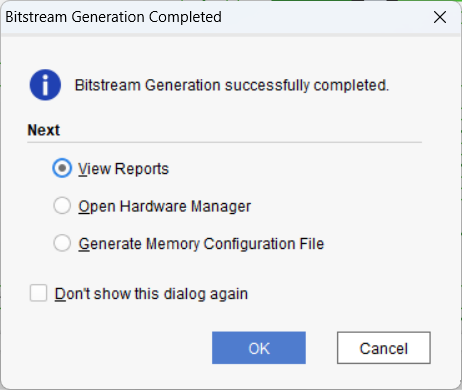 Bitstream Generation Completed
Bitstream Generation successfully completed.
Next
View Reports
Open Hardware Manager
Generate Memory Configuration File
Don't show this dialog again
OK
Cancel